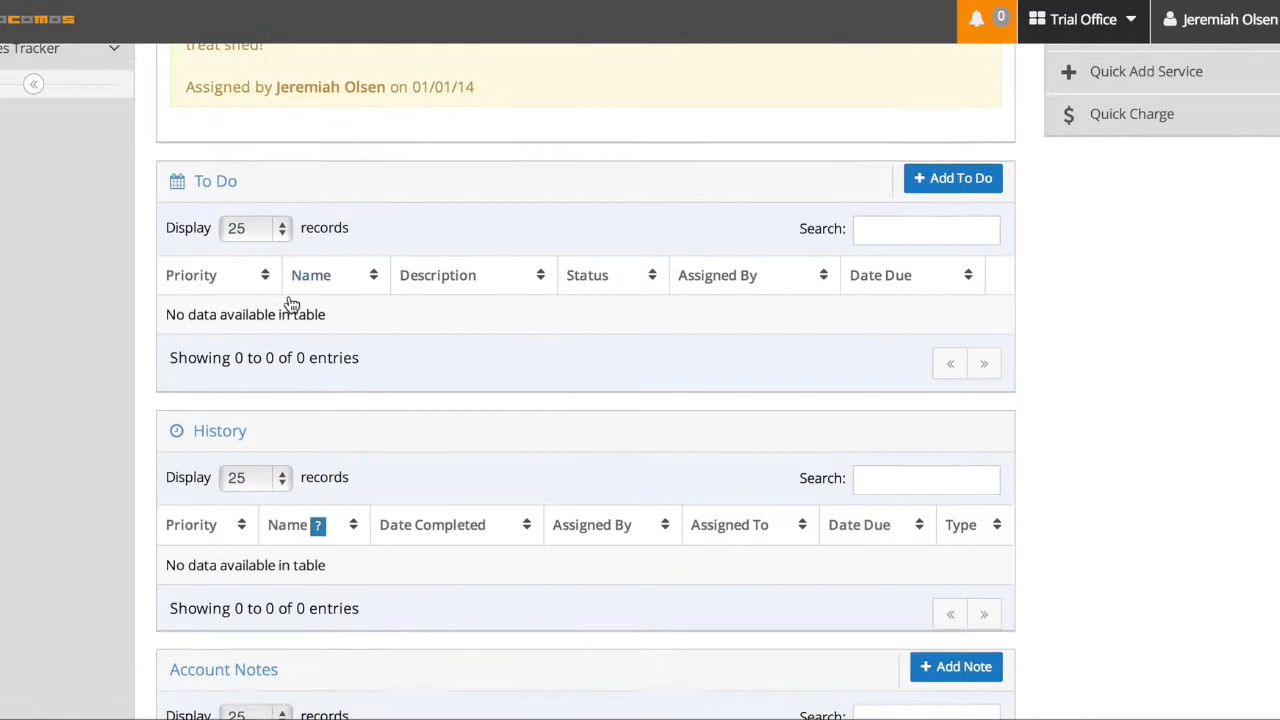 0
Trial Office
Jeremiah Olsen
es Tracker
«
treat shed!
Assigned by Jeremiah Olsen on 01/01/14
Quick Add Service
$ Quick Charge
To Do
+ Add To Do
Display 25 records
Search:
Priority Name Description Status Assigned By Date Due
No data available in table
Showing 0 to 0 of 0 entries
« »
History
Display 25 records
Search:
Priority Name ? Date Completed Assigned By Assigned To Date Due Type
No data available in table
Showing 0 to 0 of 0 entries
« »
Account Notes
+ Add Note
Display 25 records
Search: